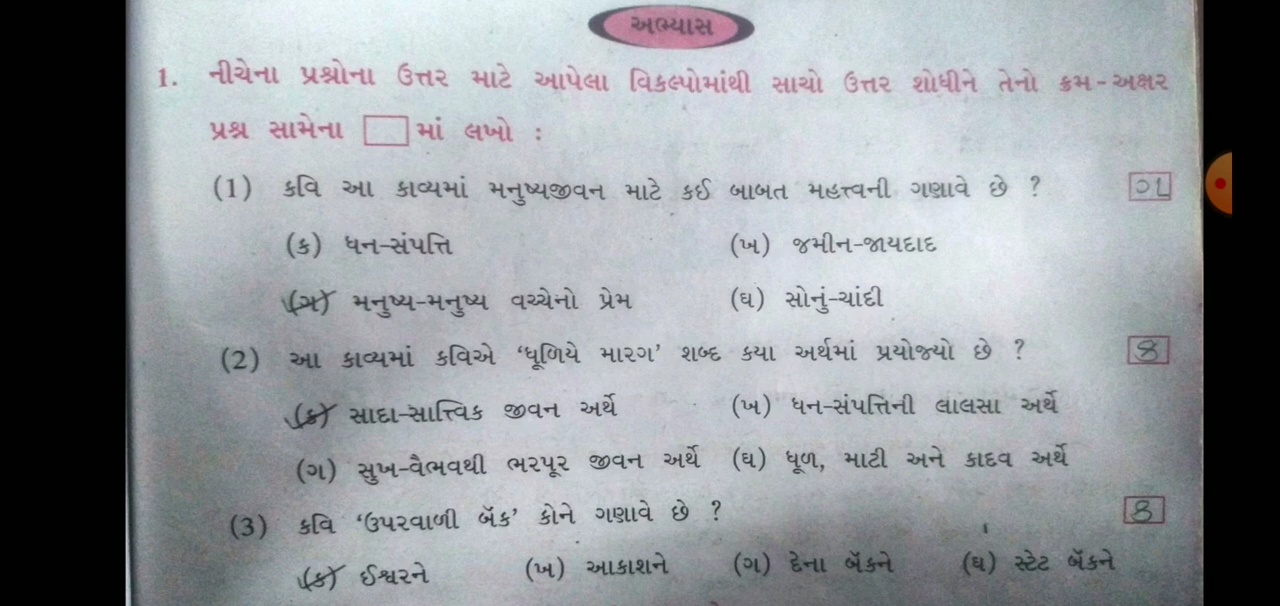 અભ્યાસ
1. નીચેના પ્રશ્નોના ઉત્તર માટે આપેલા વિકલ્પોમાંથી સાચો ઉત્તર શોધીને તેનો ક્રમ-અક્ષર
પ્રશ્ન સામેના માં લખો :
(1) કવિ આ કાવ્યમાં મનુષ્યજીવન માટે કઈ બાબત મહત્ત્વની ગણાવે છે ? ગ
(ક) ધન-સંપત્તિ (ખ) જમીન-જાયદાદ
(ગ) મનુષ્ય-મનુષ્ય વચ્ચેનો પ્રેમ (ઘ) સોનું-ચાંદી
(2) આ કાવ્યમાં કવિએ ‘ધૂળિયે મારગ’ શબ્દ કયા અર્થમાં પ્રયોજ્યો છે ? ક
(ક) સાદા-સાત્ત્વિક જીવન અર્થે (ખ) ધન-સંપત્તિની લાલસા અર્થે
(ગ) સુખ-વૈભવથી ભરપૂર જીવન અર્થે (ઘ) ધૂળ, માટી અને કાદવ અર્થે
(3) કવિ ‘ઉપરવાળી બૅંક’ કોને ગણાવે છે ? ક
(ક) ઈશ્વરને (ખ) આકાશને (ગ) દેના બૅંકને (ઘ) સ્ટેટ બૅંકને